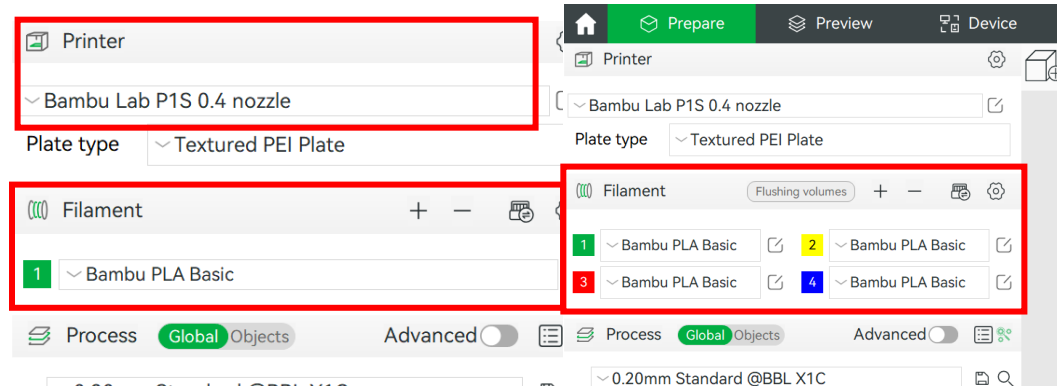 Printer
Bambu Lab P1S 0.4 nozzle
Plate type Textured PEI Plate
Filament
1 Bambu PLA Basic
Process Global Objects Advanced
Prepare Preview Device
Printer
Bambu Lab P1S 0.4 nozzle
Plate type Textured PEI Plate
Filament Flushing volumes
1 Bambu PLA Basic 2 Bambu PLA Basic
3 Bambu PLA Basic 4 Bambu PLA Basic
Process Global Objects Advanced
0.20mm Standard @BBL X1C